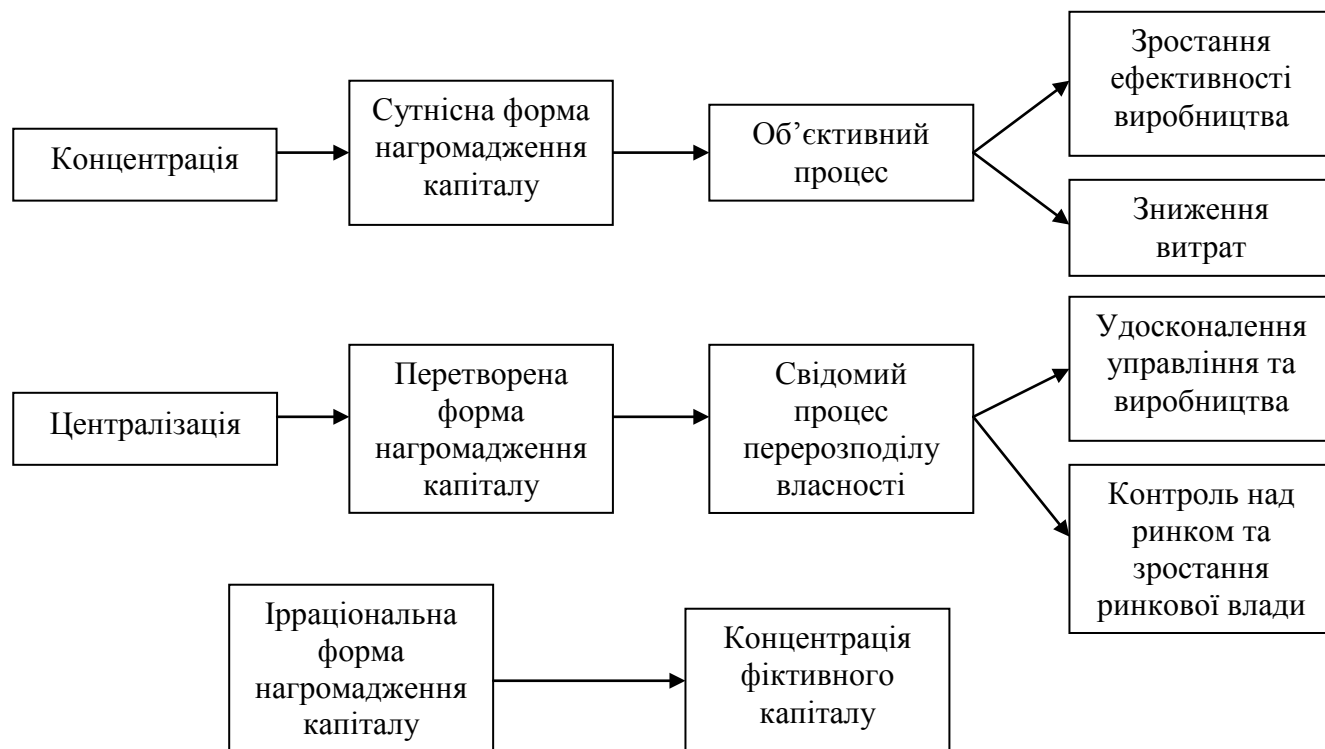 Концентрація
Сутнісна форма
нагромадження
капіталу
Об’єктивний
процес
Зростання
ефективності
виробництва
Зниження
витрат
Централізація
Перетворена
форма
нагромадження
капіталу
Свідомий
процес
перерозподілу
власності
Удосконалення
управління та
виробництва
Контроль над
ринком та
зростання
ринкової влади
Ірраціональна
форма
нагромадження
капіталу
Концентрація
фіктивного
капіталу